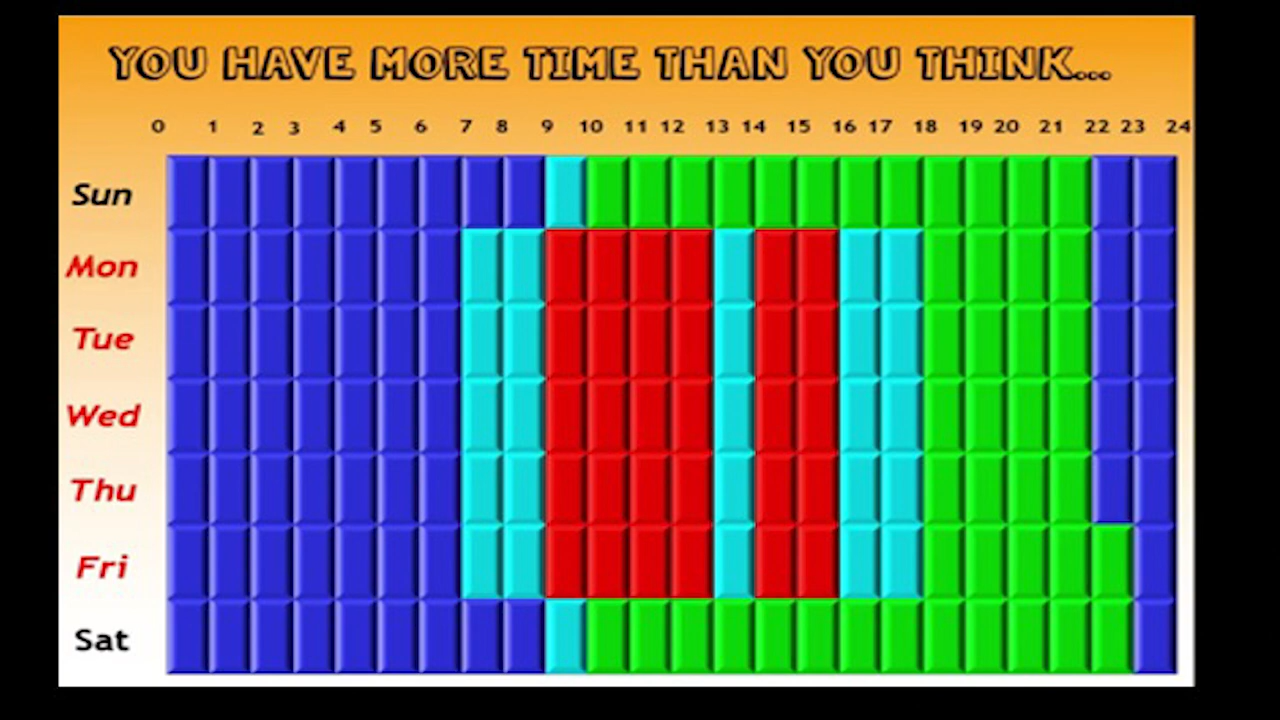 YOU HAVE MORE TIME THAN YOU THINK...
0 1 2 3 4 5 6 7 8 9 10 11 12 13 14 15 16 17 18 19 20 21 22 23 24
Sun
Mon
Tue
Wed
Thu
Fri
Sat